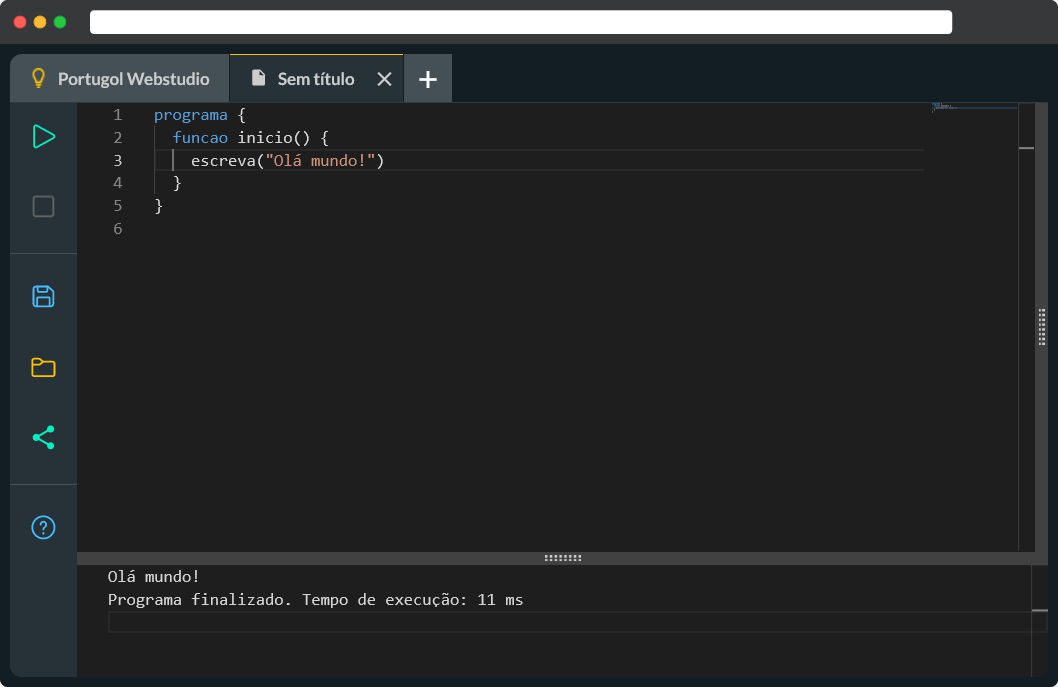 Portugol Webstudio
Sem título
1 programa {
2 funcao inicio() {
3 escreva("Olá mundo!")
4 }
5 }
6
Olá mundo!
Programa finalizado. Tempo de execução: 11 ms